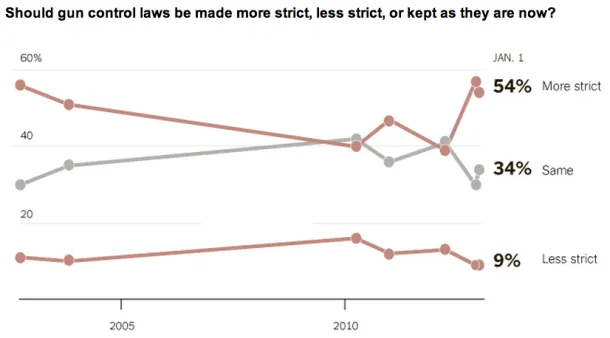 Should gun control laws be made more strict, less strict, or kept as they are now?
60%
JAN. 1
54% More strict
40
34% Same
20
9% Less strict
2005 2010